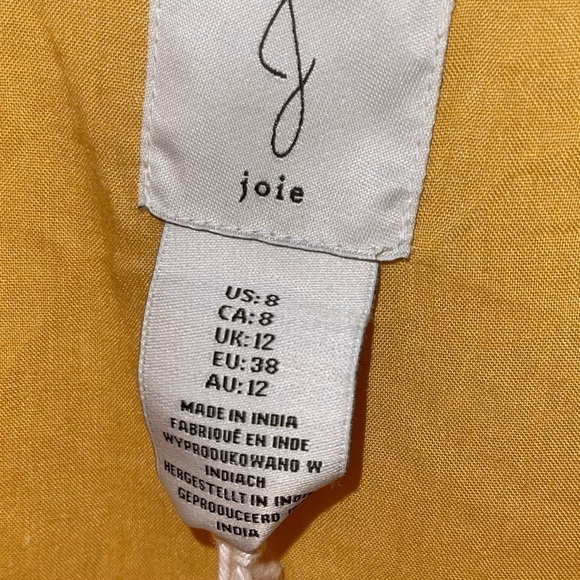 J
joie
US: 8
CA: 8
UK: 12
EU: 38
AU: 12
MADE IN INDIA
FABRIQUÉ EN INDE
WYPRODUKOWANO W
INDIACH
HERGESTELLT IN
GEPRODUCEERD
INDIA